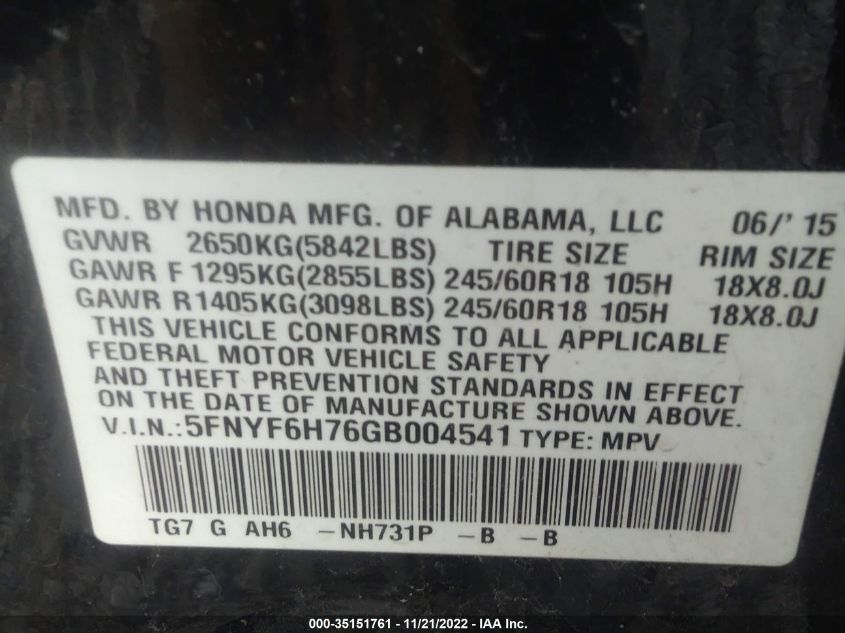 MFD. BY HONDA MFG. OF ALABAMA, LLC 06/' 15
GVWR 2650KG(5842LBS) TIRE SIZE RIM SIZE
GAWR F 1295KG(2855LBS) 245/60R18 105H 18X8.0J
GAWR R 1405KG(3098LBS) 245/60R18 105H 18X8.0J
THIS VEHICLE CONFORMS TO ALL APPLICABLE
FEDERAL MOTOR VEHICLE SAFETY
AND THEFT PREVENTION STANDARDS IN EFFECT
ON THE DATE OF MANUFACTURE SHOWN ABOVE.
V.I.N.:5FNYF6H76GB004541 TYPE: MPV
TG7 G AH6 -NH731P -B -B
000-35151761 - 11/21/2022 - IAA Inc.